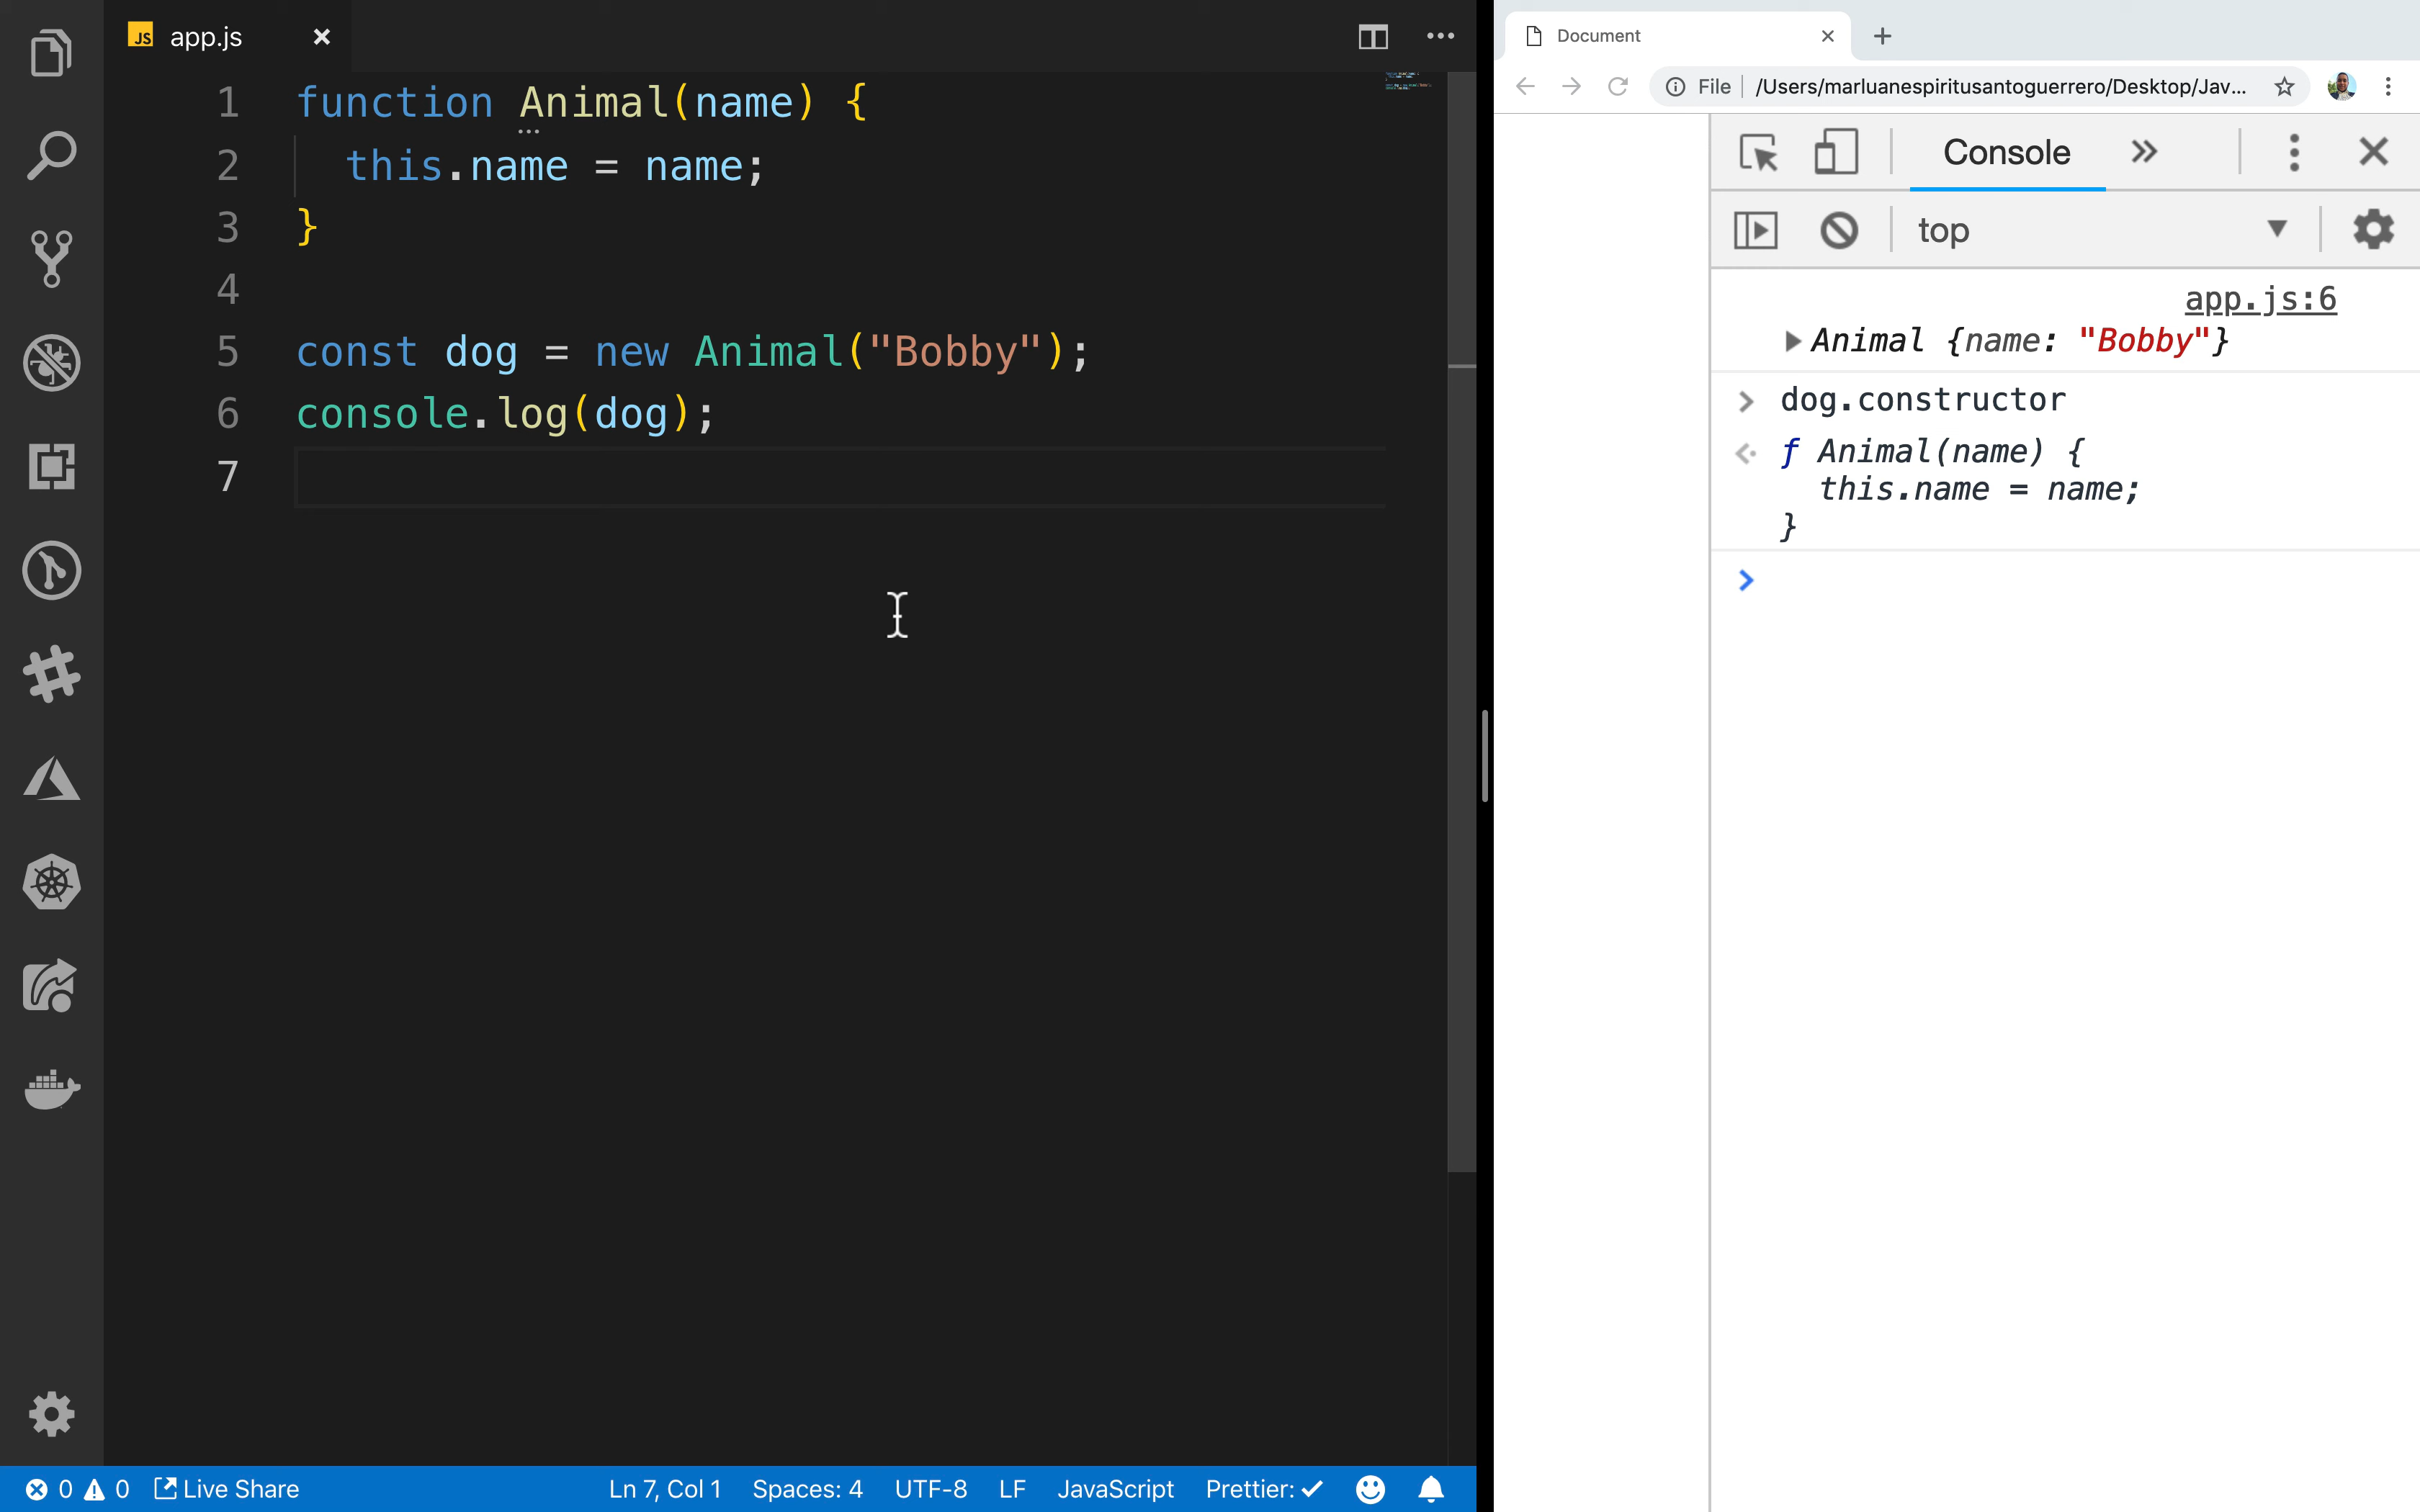 JS app.js
1 function Animal(name) {
2   this.name = name;
3 }
4
5 const dog = new Animal("Bobby");
6 console.log(dog);
7
0 0 Live Share Ln 7, Col 1 Spaces: 4 UTF-8 LF JavaScript Prettier:
Document
File /Users/marluanespiritusantoguerrero/Desktop/Jav...
Console
top
app.js:6
Animal {name: "Bobby"}
dog.constructor
f Animal(name) {
  this.name = name;
}